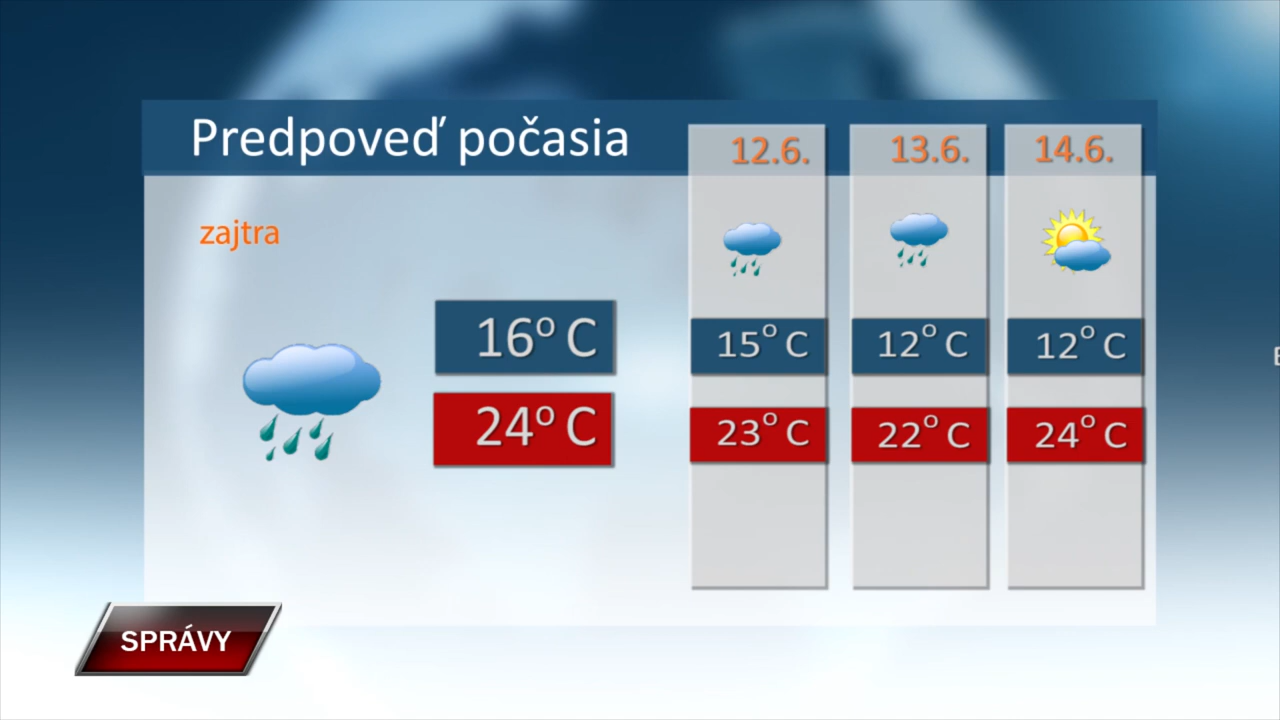 Predpoveď počasia
zajtra
16° C
24° C
12.6.
15° C
23° C
13.6.
12° C
22° C
14.6.
12° C
24° C
SPRÁVY